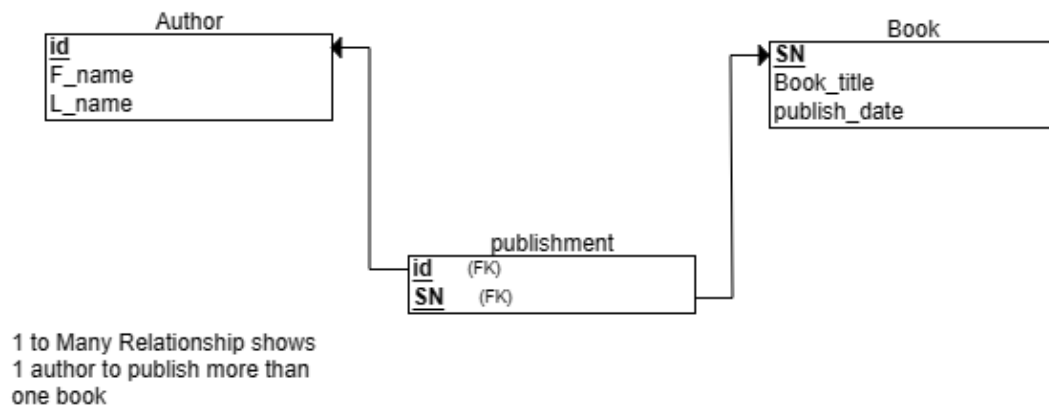 Author
id
F_name
L_name
Book
SN
Book_title
publish_date
publishment
id (FK)
SN (FK)
1 to Many Relationship shows
1 author to publish more than
one book